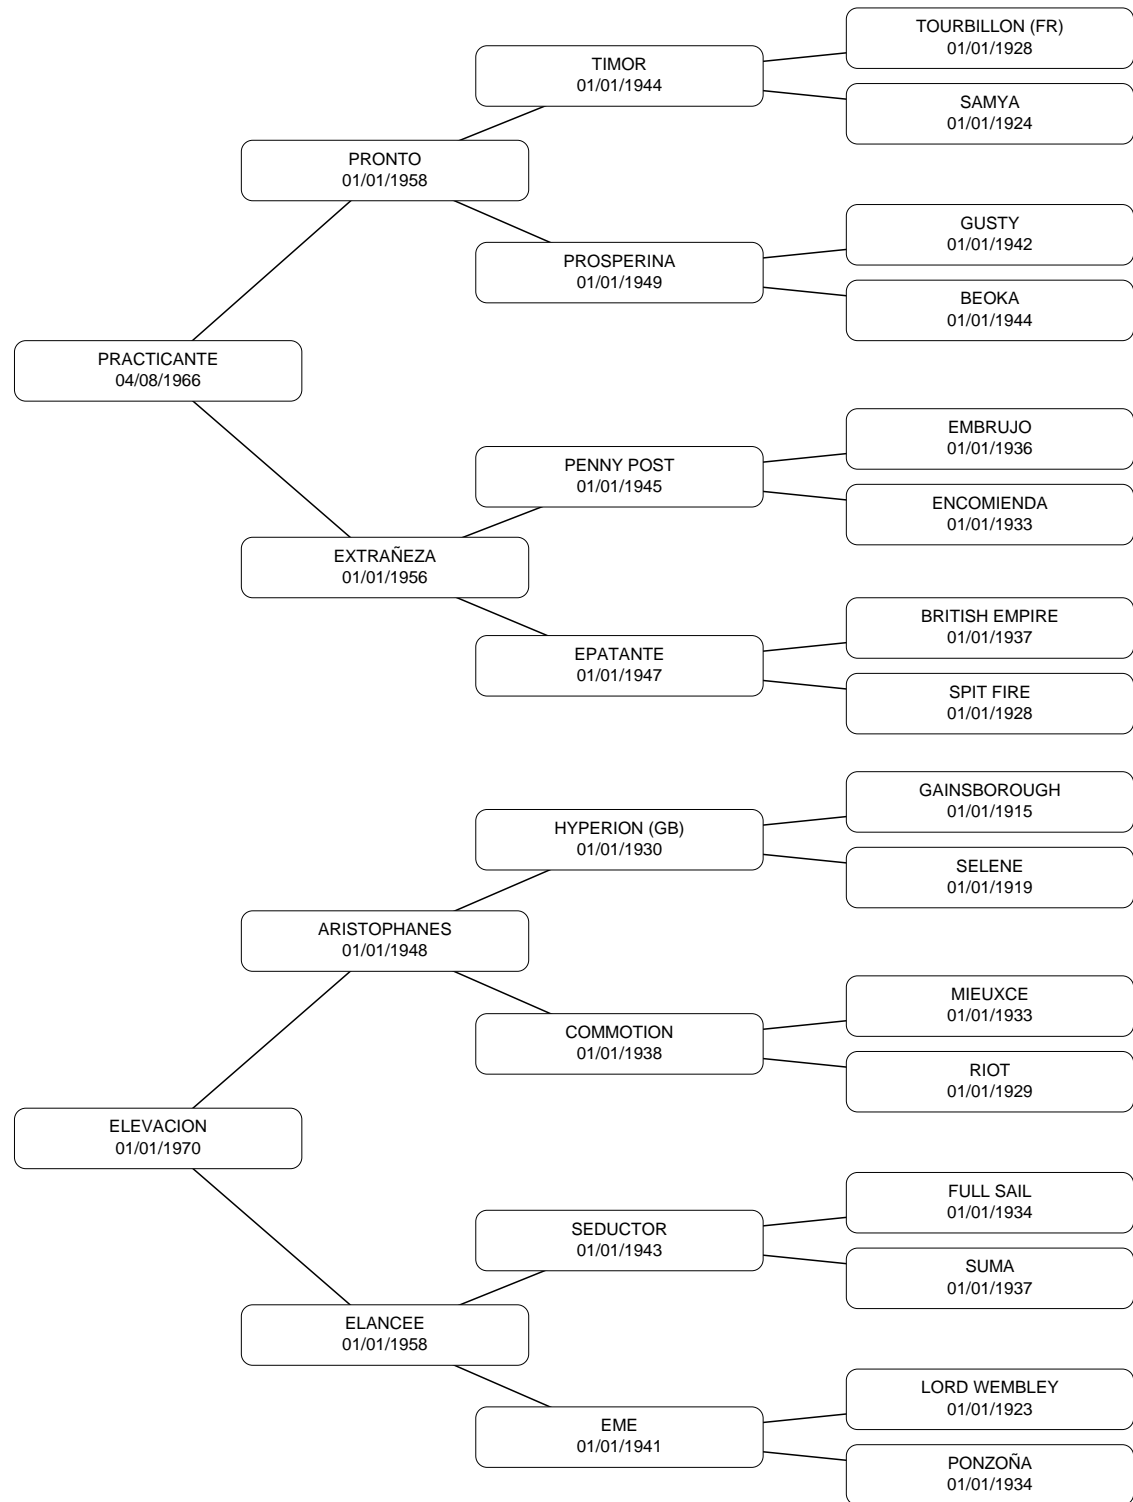 TOURBILLON (FR)
01/01/1928
TIMOR
01/01/1944
SAMYA
01/01/1924
PRONTO
01/01/1958
GUSTY
01/01/1942
PROSPERINA
01/01/1949
BEOKA
01/01/1944
PRACTICANTE
04/08/1966
EMBRUJO
01/01/1936
PENNY POST
01/01/1945
ENCOMIENDA
01/01/1933
EXTRAÑEZA
01/01/1956
BRITISH EMPIRE
01/01/1937
EPATANTE
01/01/1947
SPIT FIRE
01/01/1928
GAINSBOROUGH
01/01/1915
HYPERION (GB)
01/01/1930
SELENE
01/01/1919
ARISTOPHANES
01/01/1948
MIEUXCE
01/01/1933
COMMOTION
01/01/1938
RIOT
01/01/1929
ELEVACION
01/01/1970
FULL SAIL
01/01/1934
SEDUCTOR
01/01/1943
SUMA
01/01/1937
ELANCEE
01/01/1958
LORD WEMBLEY
01/01/1923
EME
01/01/1941
PONZOÑA
01/01/1934